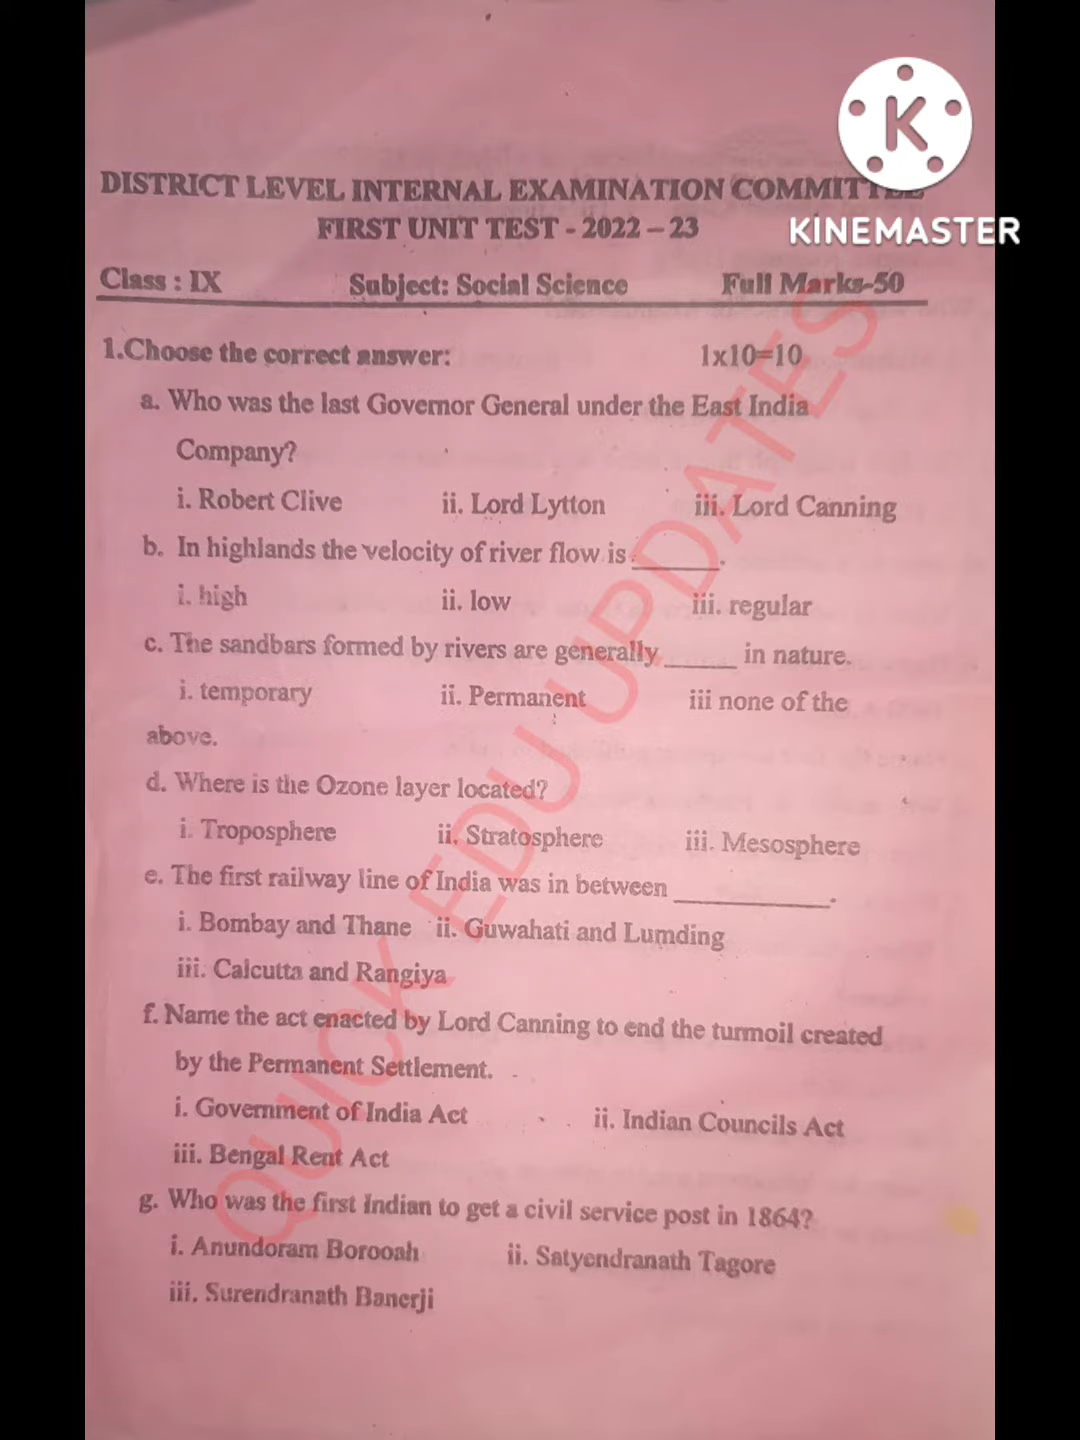 K
KINEMASTER
DISTRICT LEVEL INTERNAL EXAMINATION COMMITTEE
FIRST UNIT TEST - 2022 – 23
Class : IX Subject: Social Science Full Marks-50
1.Choose the correct answer: 1x10=10
a. Who was the last Governor General under the East India
Company?
i. Robert Clive ii. Lord Lytton iii. Lord Canning
b. In highlands the velocity of river flow is ______.
i. high ii. low iii. regular
c. The sandbars formed by rivers are generally _____ in nature.
i. temporary ii. Permanent iii none of the
above.
d. Where is the Ozone layer located?
i. Troposphere ii. Stratosphere iii. Mesosphere
e. The first railway line of India was in between ___________.
i. Bombay and Thane ii. Guwahati and Lumding
iii. Calcutta and Rangiya
f. Name the act enacted by Lord Canning to end the turmoil created
by the Permanent Settlement.
i. Government of India Act ii. Indian Councils Act
iii. Bengal Rent Act
g. Who was the first Indian to get a civil service post in 1864?
i. Anundoram Borooah ii. Satyendranath Tagore
iii. Surendranath Banerji
QUICK EDU UPDATES